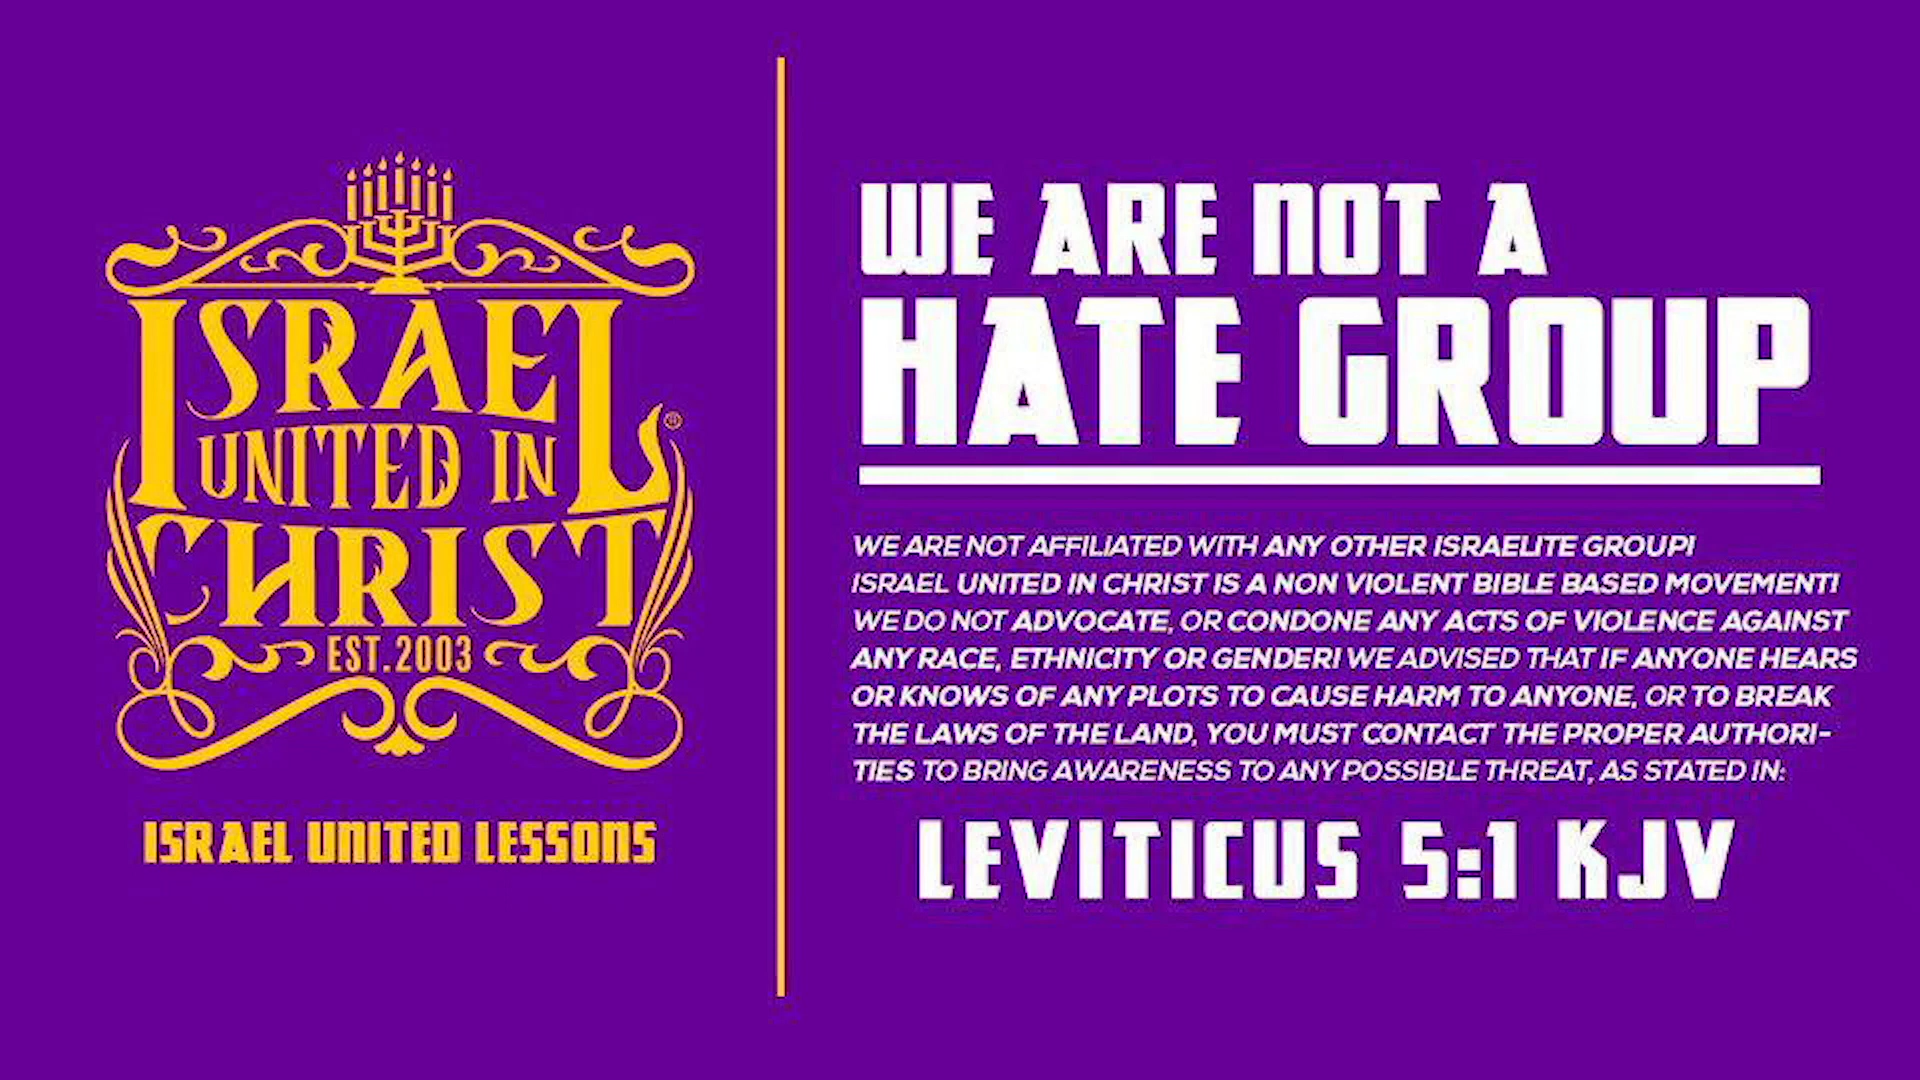 ISRAEL
UNITED IN
CHRIST
®
EST.2003
ISRAEL UNITED LESSONS
WE ARE NOT A
HATE GROUP
WE ARE NOT AFFILIATED WITH ANY OTHER ISRAELITE GROUP!
ISRAEL UNITED IN CHRIST IS A NON VIOLENT BIBLE BASED MOVEMENT!
WE DO NOT ADVOCATE, OR CONDONE ANY ACTS OF VIOLENCE AGAINST
ANY RACE, ETHNICITY OR GENDER! WE ADVISED THAT IF ANYONE HEARS
OR KNOWS OF ANY PLOTS TO CAUSE HARM TO ANYONE, OR TO BREAK
THE LAWS OF THE LAND, YOU MUST CONTACT THE PROPER AUTHORI-
TIES TO BRING AWARENESS TO ANY POSSIBLE THREAT, AS STATED IN:
LEVITICUS 5:1 KJV